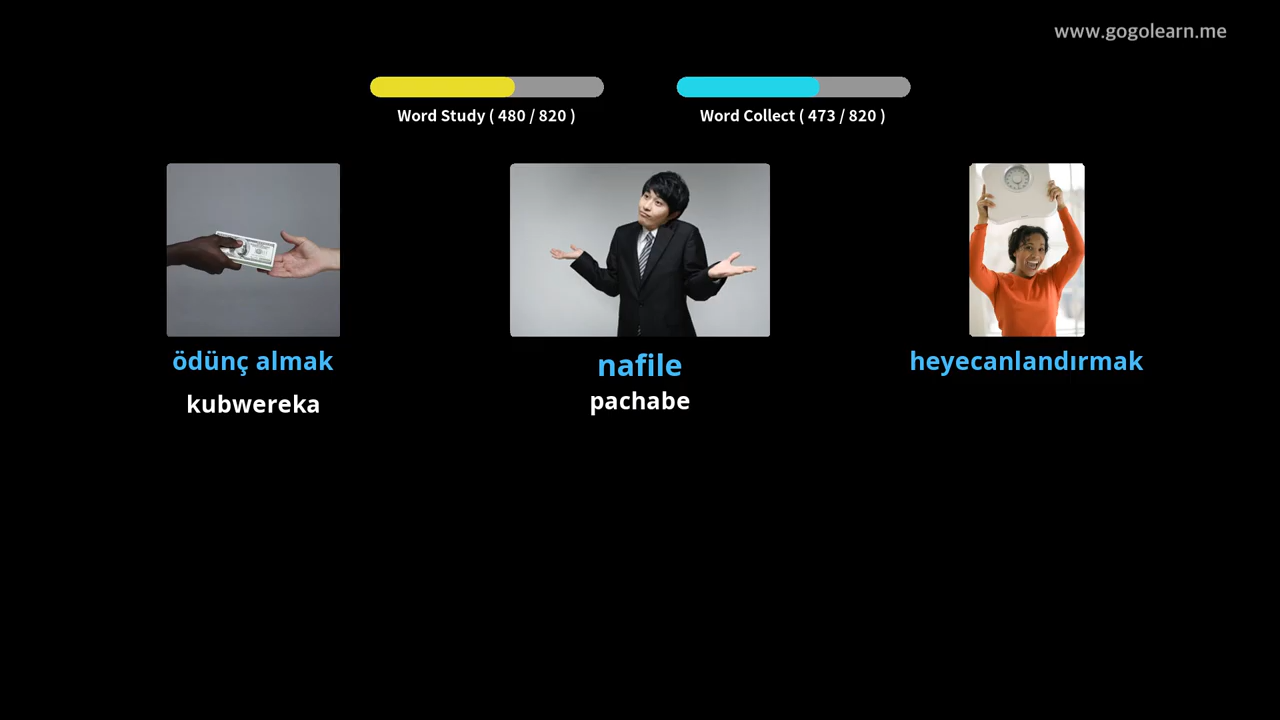 www.gogolearn.me
Word Study ( 480 / 820 )
Word Collect ( 473 / 820 )
ödünç almak
kubwereka
nafile
pachabe
heyecanlandırmak